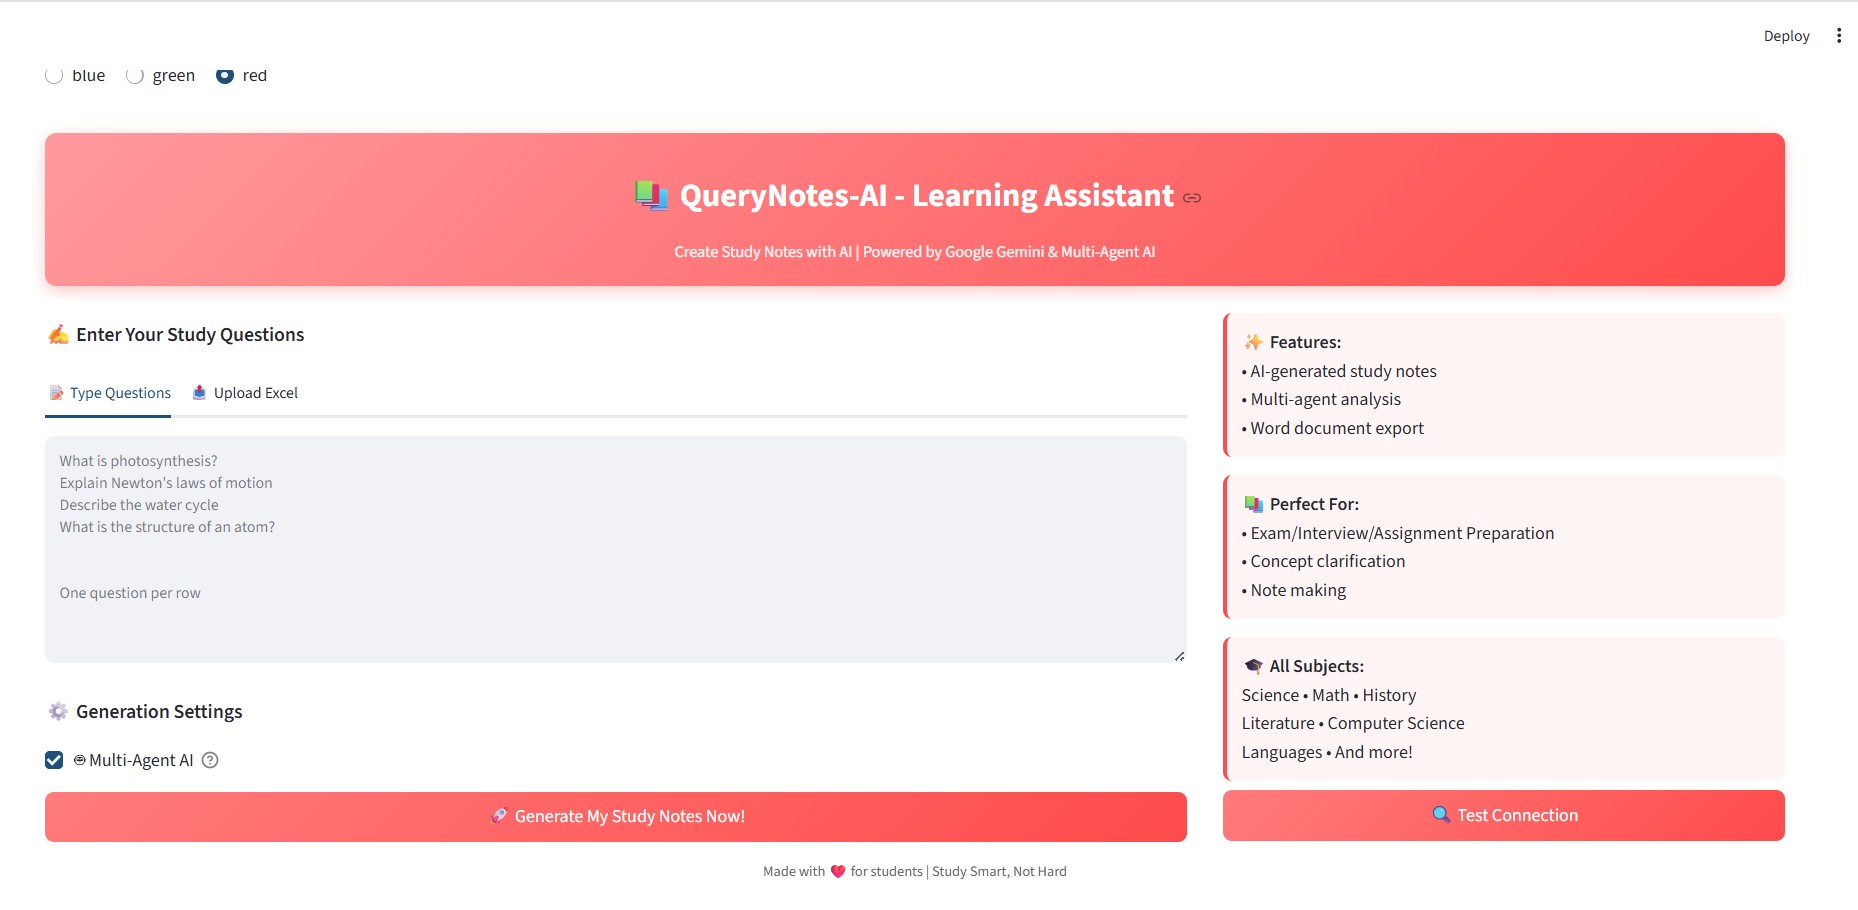 Deploy
blue green red
QueryNotes-AI - Learning Assistant
Create Study Notes with AI | Powered by Google Gemini & Multi-Agent AI
Enter Your Study Questions
Type Questions Upload Excel
What is photosynthesis?
Explain Newton's laws of motion
Describe the water cycle
What is the structure of an atom?
One question per row
Generation Settings
Multi-Agent AI
Generate My Study Notes Now!
Features:
• AI-generated study notes
• Multi-agent analysis
• Word document export
Perfect For:
• Exam/Interview/Assignment Preparation
• Concept clarification
• Note making
All Subjects:
Science • Math • History
Literature • Computer Science
Languages • And more!
Test Connection
Made with ❤️ for students | Study Smart, Not Hard